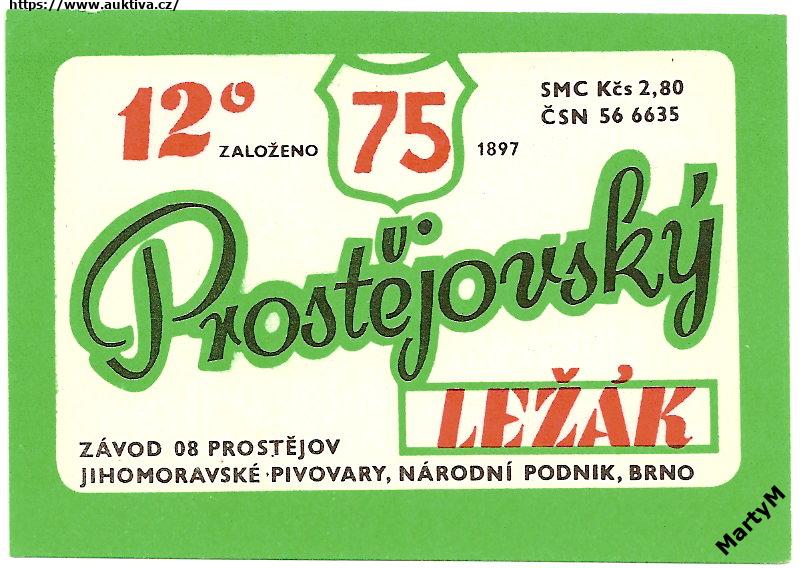 https://www.auktiva.cz/
12°
75
SMC Kčs 2,80
ČSN 56 6635
ZALOŽENO
1897
Prostějovský
LEŽÁK
ZÁVOD 08 PROSTĚJOV
JIHOMORAVSKÉ PIVOVARY, NÁRODNÍ PODNIK, BRNO
MartyM